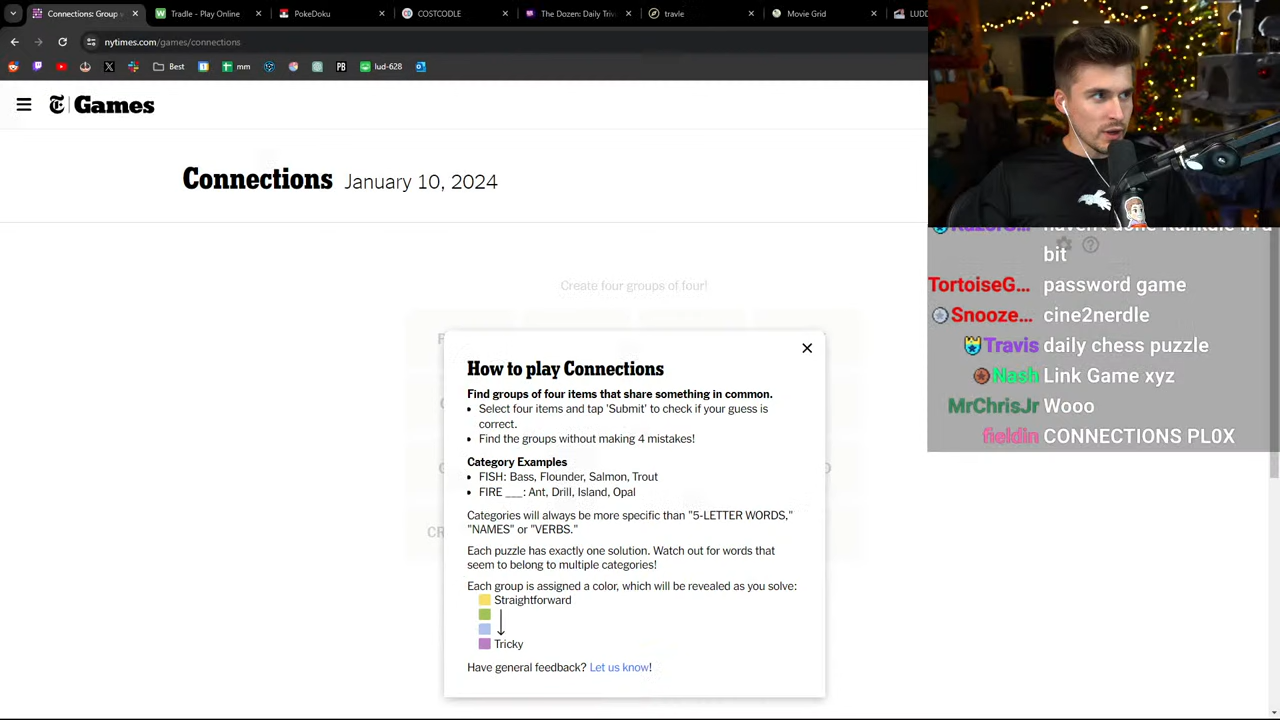 Connections: Group
Tradle - Play Online
PokeDoku
COSTCODLE
The Dozen: Daily Triv
travle
Movie Grid
LUDO
nytimes.com/games/connections
Best
mm
PB
lud-628
Games
Connections January 10, 2024
Create four groups of four!
How to play Connections
Find groups of four items that share something in common.
• Select four items and tap 'Submit' to check if your guess is
correct.
• Find the groups without making 4 mistakes!
Category Examples
• FISH: Bass, Flounder, Salmon, Trout
• FIRE ___: Ant, Drill, Island, Opal
Categories will always be more specific than "5-LETTER WORDS,"
"NAMES" or "VERBS."
Each puzzle has exactly one solution. Watch out for words that
seem to belong to multiple categories!
Each group is assigned a color, which will be revealed as you solve:
Straightforward
Tricky
Have general feedback? Let us know!
bit
TortoiseG... password game
Snooze... cine2nerdle
Travis daily chess puzzle
Nash Link Game xyz
MrChrisJr Wooo
fieldin CONNECTIONS PL0X